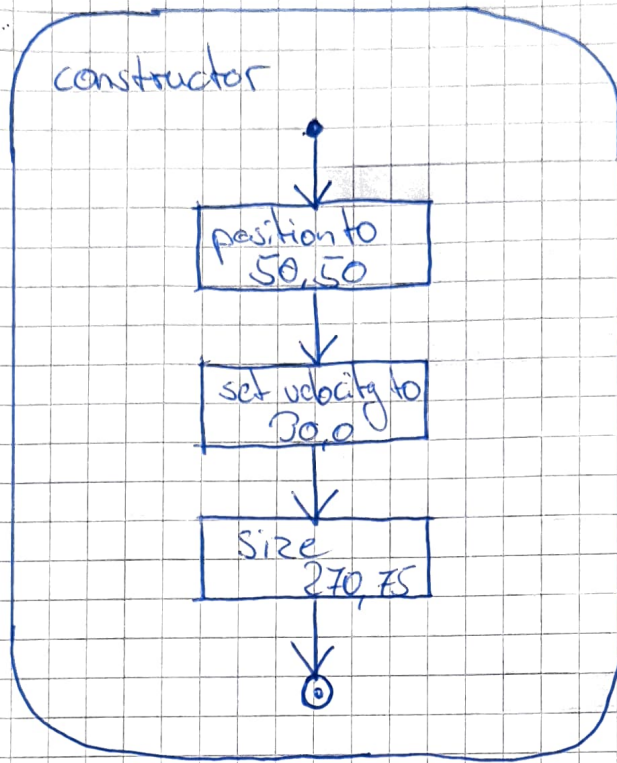 constructor
position to
50,50
set velocity to
30,0
Size
270,75